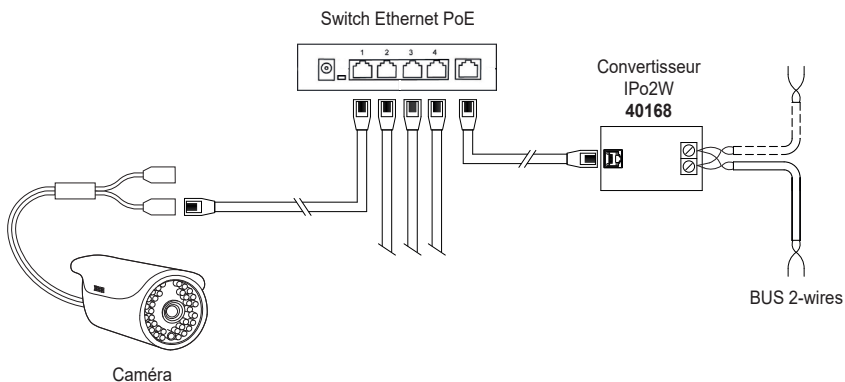 Switch Ethernet PoE
1 2 3 4
Convertisseur
IPo2W
40168
BUS 2-wires
Caméra